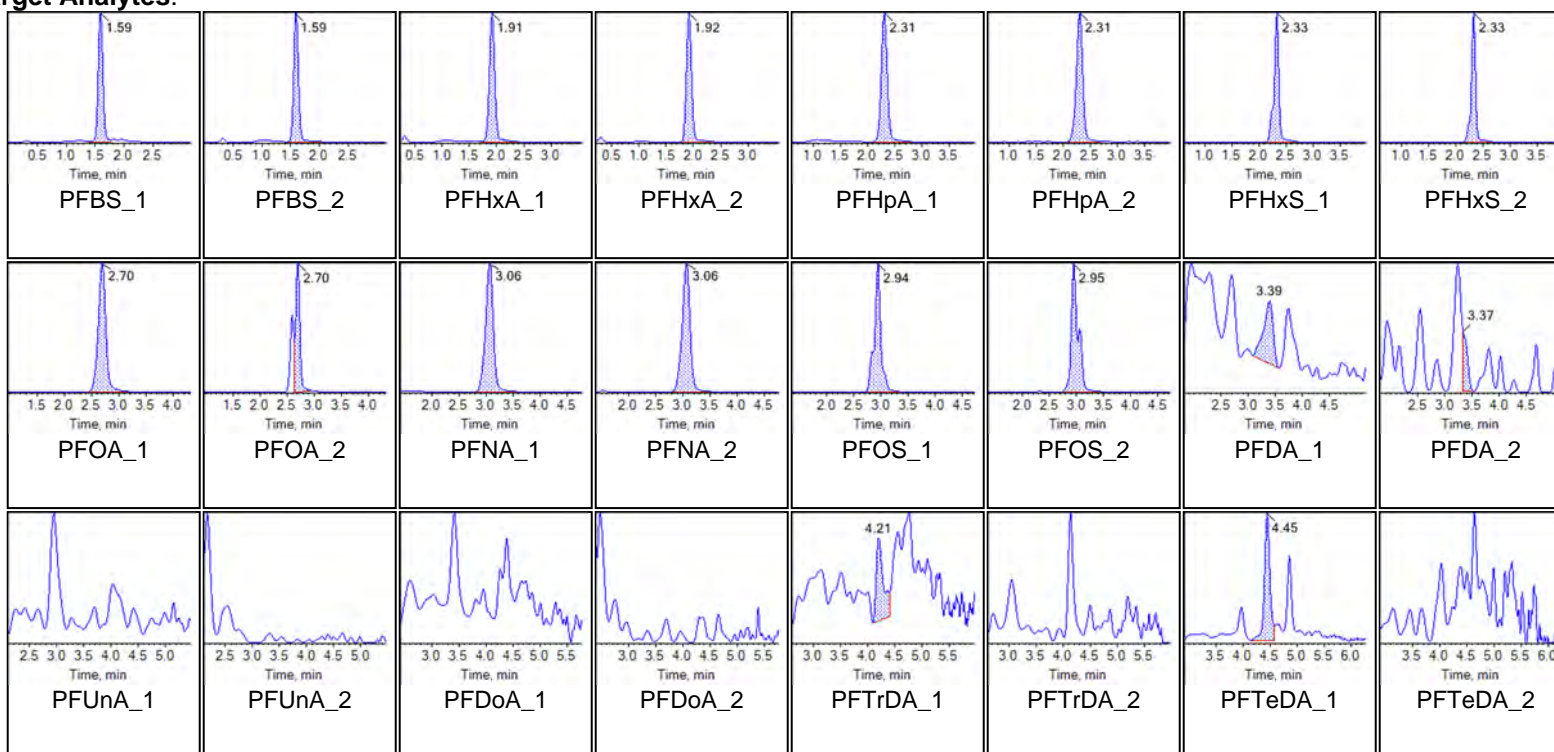 arget Analytes:
1.59 1.59 1.91 1.92 2.31 2.31 2.33 2.33
0.5 1.0 1.5 2.0 2.5 0.5 1.0 1.5 2.0 2.5 0.5 1.0 1.5 2.0 2.5 3.0 0.5 1.0 1.5 2.0 2.5 3.0 1.0 1.5 2.0 2.5 3.0 3.5 1.0 1.5 2.0 2.5 3.0 3.5 1.0 1.5 2.0 2.5 3.0 3.5 1.0 1.5 2.0 2.5 3.0 3.5
Time, min Time, min Time, min Time, min Time, min Time, min Time, min Time, min
PFBS_1 PFBS_2 PFHxA_1 PFHxA_2 PFHpA_1 PFHpA_2 PFHxS_1 PFHxS_2
2.70 2.70 3.06 3.06 2.94 2.95 3.39 3.37
1.5 2.0 2.5 3.0 3.5 4.0 1.5 2.0 2.5 3.0 3.5 4.0 2.0 2.5 3.0 3.5 4.0 4.5 2.0 2.5 3.0 3.5 4.0 4.5 2.0 2.5 3.0 3.5 4.0 4.5 2.0 2.5 3.0 3.5 4.0 4.5 2.5 3.0 3.5 4.0 4.5 2.5 3.0 3.5 4.0 4.5
Time, min Time, min Time, min Time, min Time, min Time, min Time, min Time, min
PFOA_1 PFOA_2 PFNA_1 PFNA_2 PFOS_1 PFOS_2 PFDA_1 PFDA_2
4.21 4.45
2.5 3.0 3.5 4.0 4.5 5.0 2.5 3.0 3.5 4.0 4.5 5.0 3.0 3.5 4.0 4.5 5.0 5.5 3.0 3.5 4.0 4.5 5.0 5.5 3.0 3.5 4.0 4.5 5.0 5.5 3.0 3.5 4.0 4.5 5.0 5.5 3.5 4.0 4.5 5.0 5.5 6.0 3.5 4.0 4.5 5.0 5.5 6.0
Time, min Time, min Time, min Time, min Time, min Time, min Time, min Time, min
PFUnA_1 PFUnA_2 PFDoA_1 PFDoA_2 PFTrDA_1 PFTrDA_2 PFTeDA_1 PFTeDA_2